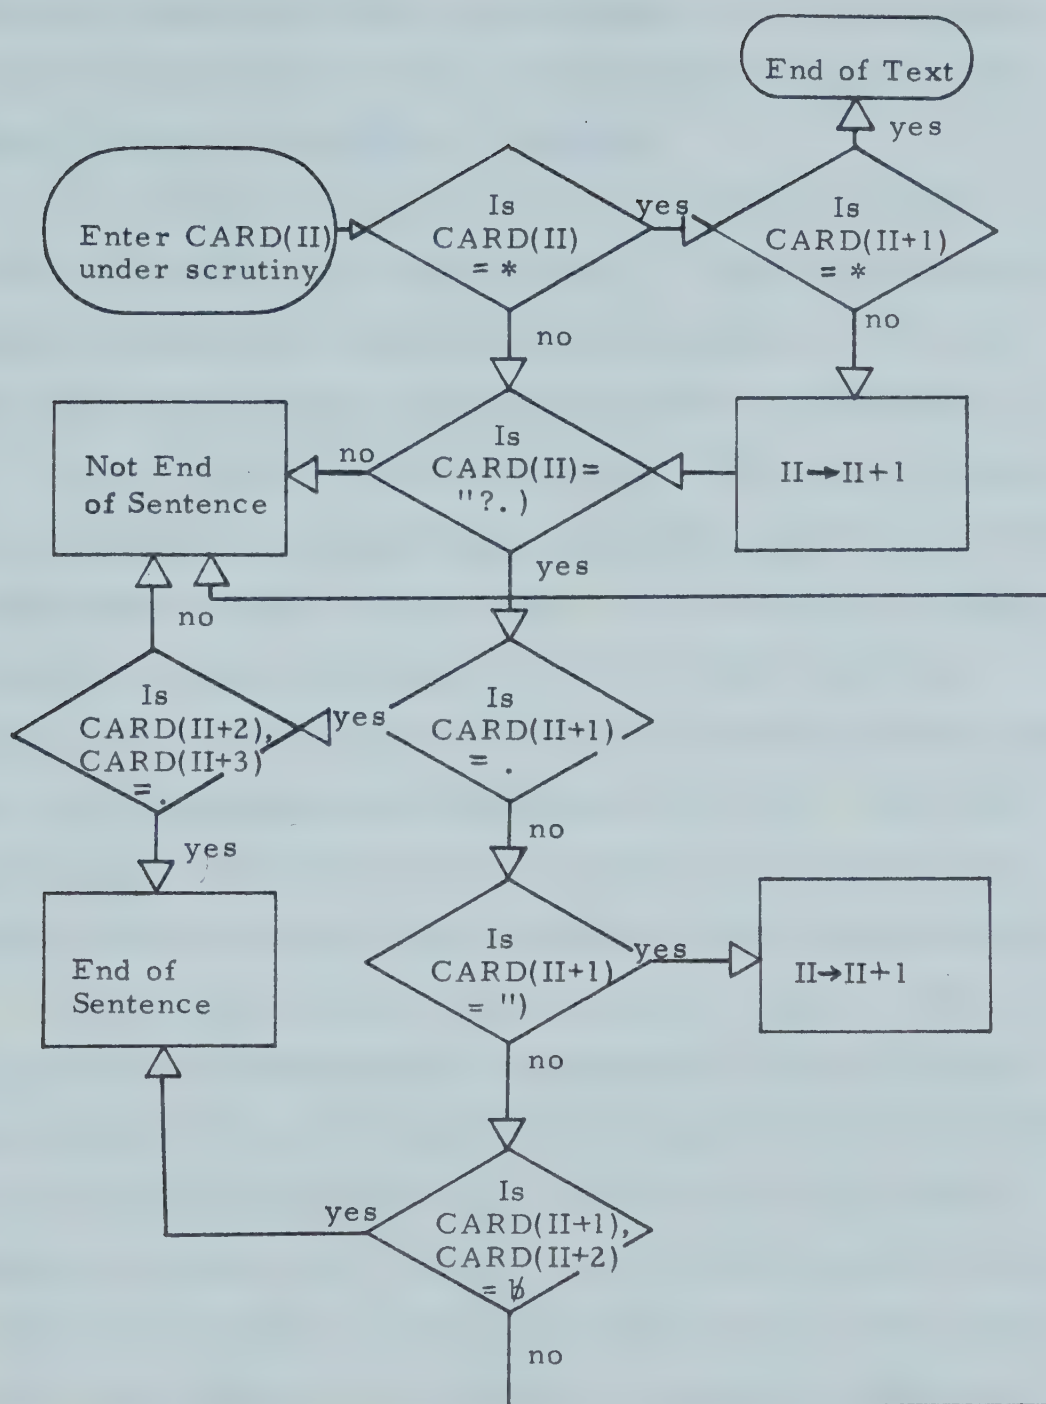 End of Text
yes
Enter CARD(II)
under scrutiny
Is
CARD(II)
= *
yes
Is
CARD(II+1)
= *
no
no
Not End
of Sentence
no
Is
CARD(II)=
"?.)
II→II+1
yes
no
Is
CARD(II+2),
CARD(II+3)
= .
yes
Is
CARD(II+1)
= .
no
yes
End of
Sentence
Is
CARD(II+1)
= ")
yes
II→II+1
no
yes
Is
CARD(II+1),
CARD(II+2)
= b̸
no